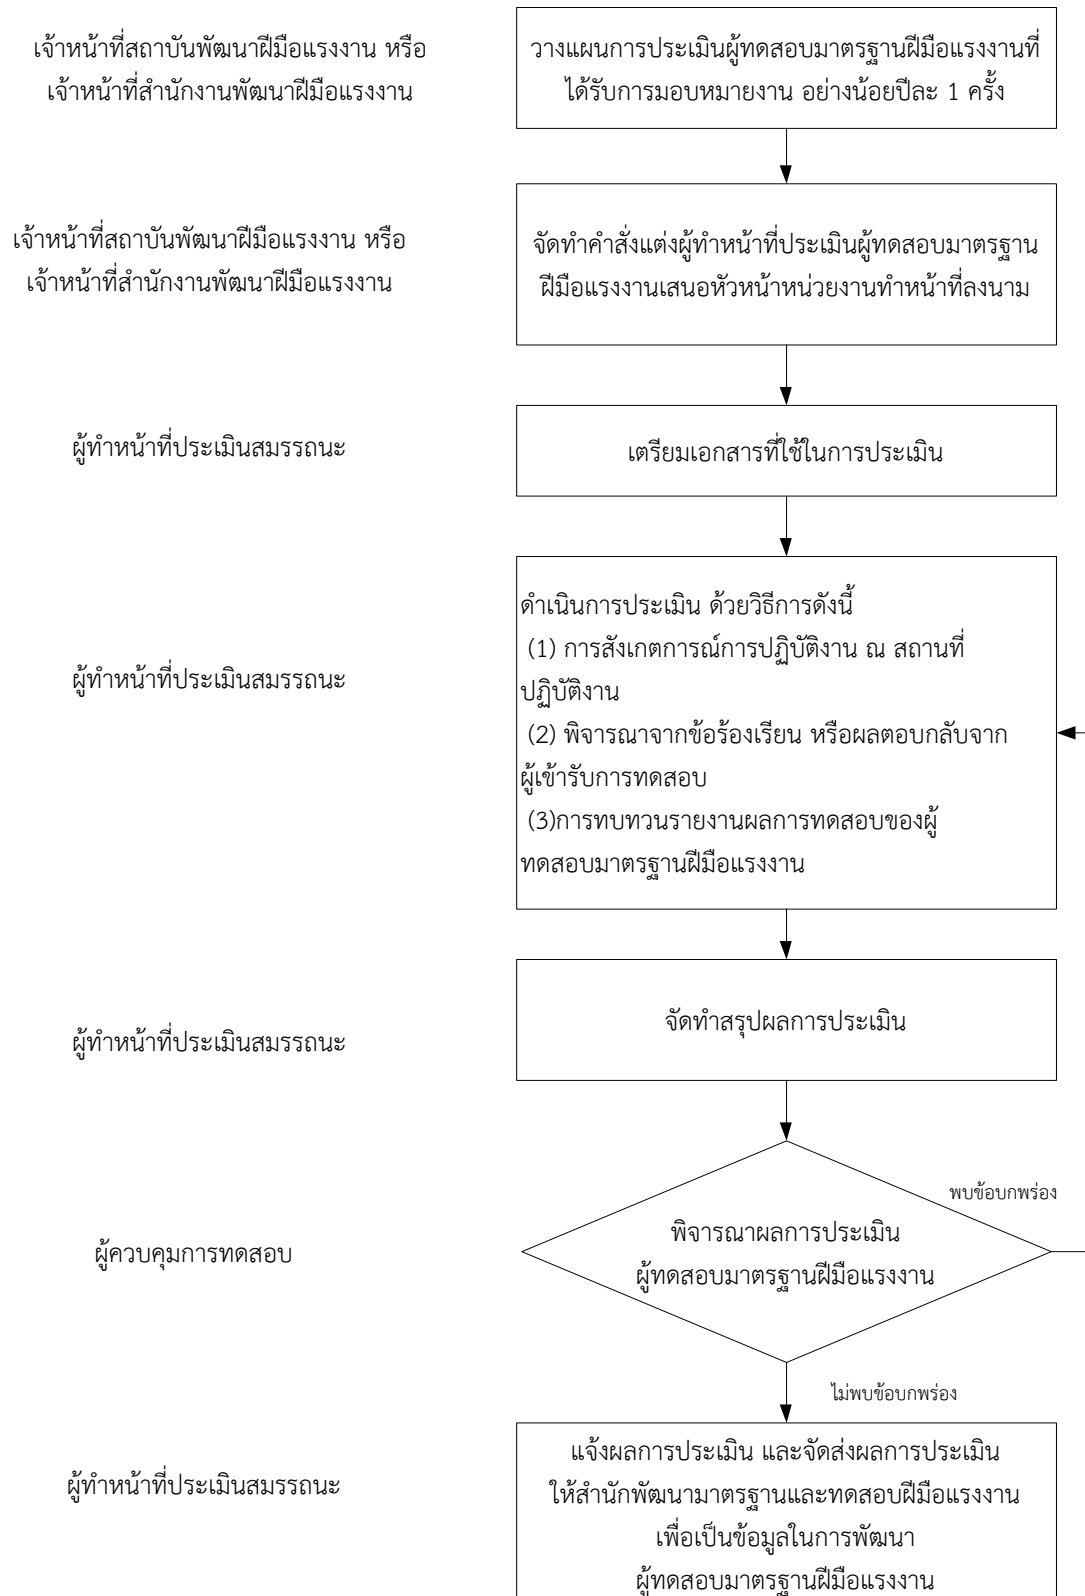 เจ้าหน้าที่สถาบันพัฒนาฝีมือแรงงาน หรือ
เจ้าหน้าที่สำนักงานพัฒนาฝีมือแรงงาน
วางแผนการประเมินผู้ทดสอบมาตรฐานฝีมือแรงงานที่
ได้รับการมอบหมายงาน อย่างน้อยปีละ 1 ครั้ง
เจ้าหน้าที่สถาบันพัฒนาฝีมือแรงงาน หรือ
เจ้าหน้าที่สำนักงานพัฒนาฝีมือแรงงาน
จัดทำคำสั่งแต่งผู้ทำหน้าที่ประเมินผู้ทดสอบมาตรฐาน
ฝีมือแรงงานเสนอหัวหน้าหน่วยงานทำหน้าที่ลงนาม
ผู้ทำหน้าที่ประเมินสมรรถนะ
เตรียมเอกสารที่ใช้ในการประเมิน
ผู้ทำหน้าที่ประเมินสมรรถนะ
ดำเนินการประเมิน ด้วยวิธีการดังนี้
(1) การสังเกตการณ์การปฏิบัติงาน ณ สถานที่
ปฏิบัติงาน
(2) พิจารณาจากข้อร้องเรียน หรือผลตอบกลับจาก
ผู้เข้ารับการทดสอบ
(3)การทบทวนรายงานผลการทดสอบของผู้
ทดสอบมาตรฐานฝีมือแรงงาน
ผู้ทำหน้าที่ประเมินสมรรถนะ
จัดทำสรุปผลการประเมิน
ผู้ควบคุมการทดสอบ
พิจารณาผลการประเมิน
ผู้ทดสอบมาตรฐานฝีมือแรงงาน
พบข้อบกพร่อง
ไม่พบข้อบกพร่อง
ผู้ทำหน้าที่ประเมินสมรรถนะ
แจ้งผลการประเมิน และจัดส่งผลการประเมิน
ให้สำนักพัฒนามาตรฐานและทดสอบฝีมือแรงงาน
เพื่อเป็นข้อมูลในการพัฒนา
ผู้ทดสอบมาตรฐานฝีมือแรงงาน